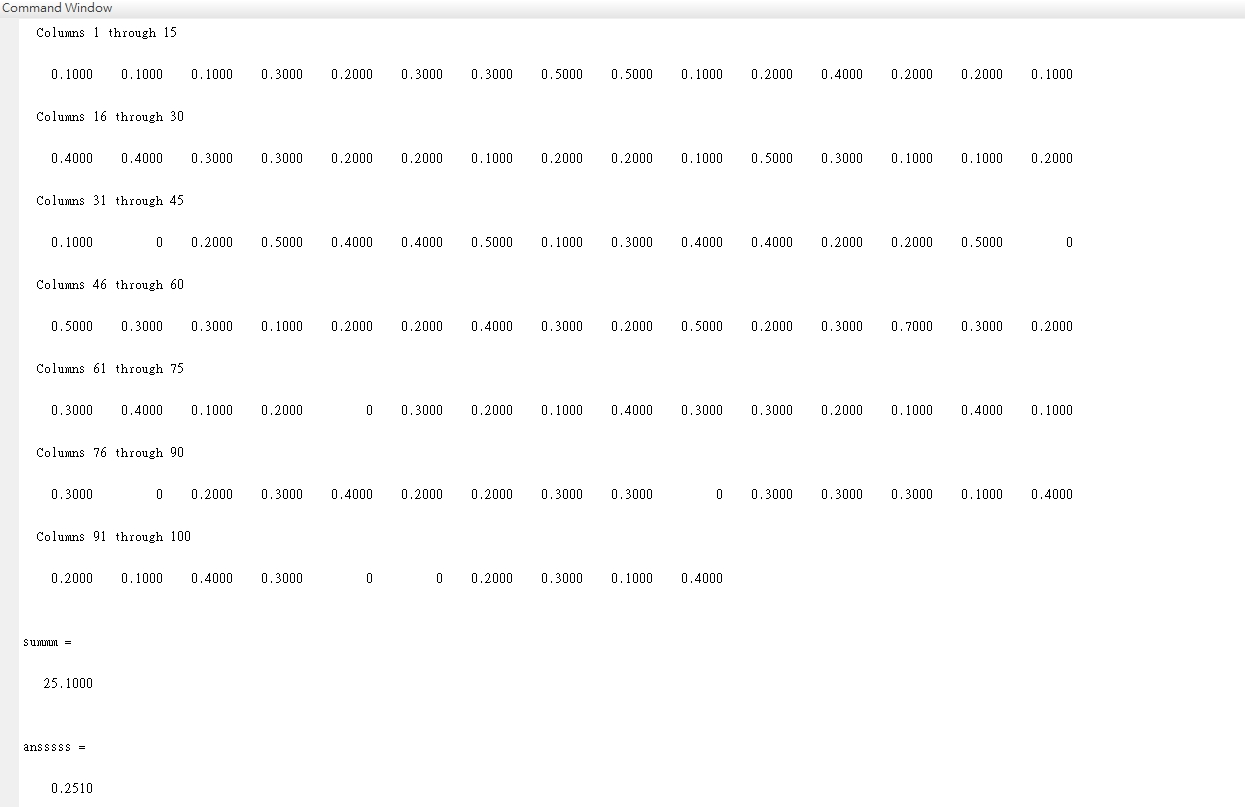 Command Window
Columns 1 through 15
0.1000 0.1000 0.1000 0.3000 0.2000 0.3000 0.3000 0.5000 0.5000 0.1000 0.2000 0.4000 0.2000 0.2000 0.1000
Columns 16 through 30
0.4000 0.4000 0.3000 0.3000 0.2000 0.2000 0.1000 0.2000 0.2000 0.1000 0.5000 0.3000 0.1000 0.1000 0.2000
Columns 31 through 45
0.1000 0 0.2000 0.5000 0.4000 0.4000 0.5000 0.1000 0.3000 0.4000 0.4000 0.2000 0.2000 0.5000 0
Columns 46 through 60
0.5000 0.3000 0.3000 0.1000 0.2000 0.2000 0.4000 0.3000 0.2000 0.5000 0.2000 0.3000 0.7000 0.3000 0.2000
Columns 61 through 75
0.3000 0.4000 0.1000 0.2000 0 0.3000 0.2000 0.1000 0.4000 0.3000 0.3000 0.2000 0.1000 0.4000 0.1000
Columns 76 through 90
0.3000 0 0.2000 0.3000 0.4000 0.2000 0.2000 0.3000 0.3000 0 0.3000 0.3000 0.3000 0.1000 0.4000
Columns 91 through 100
0.2000 0.1000 0.4000 0.3000 0 0 0.2000 0.3000 0.1000 0.4000
summm =
25.1000
ansssss =
0.2510